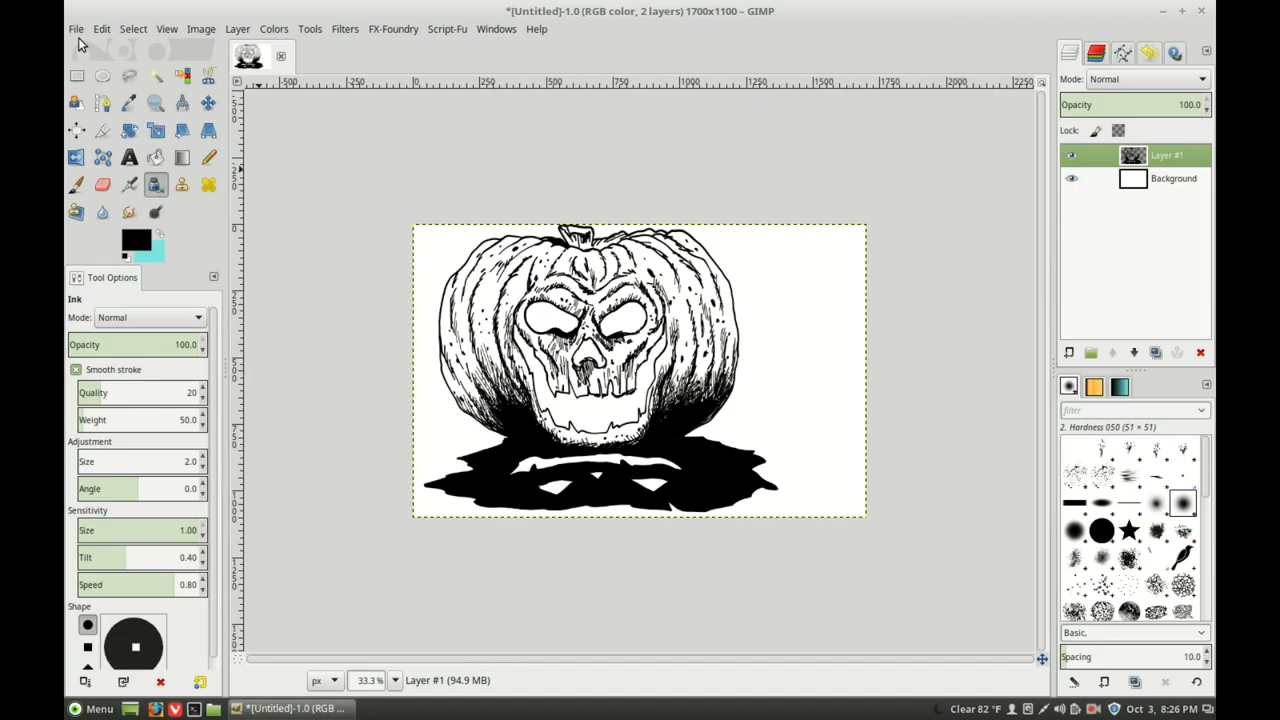 *[Untitled]-1.0 (RGB color, 2 layers) 1700x1100 – GIMP
File Edit Select View Image Layer Colors Tools Filters FX-Foundry Script-Fu Windows Help
Mode: Normal
Opacity 100.0
Lock:
Layer #1
Background
Tool Options
Ink
Mode: Normal
Opacity 100.0
Smooth stroke
Quality 20
Weight 50.0
Adjustment
Size 2.0
Angle 0.0
Sensitivity
Size 1.00
Tilt 0.40
Speed 0.80
Shape
filter
2. Hardness 050 (51 × 51)
Basic,
Spacing 10.0
px 33.3% Layer #1 (94.9 MB)
Menu *[Untitled]-1.0 (RGB ... Clear 82 °F Oct 3, 8:26 PM